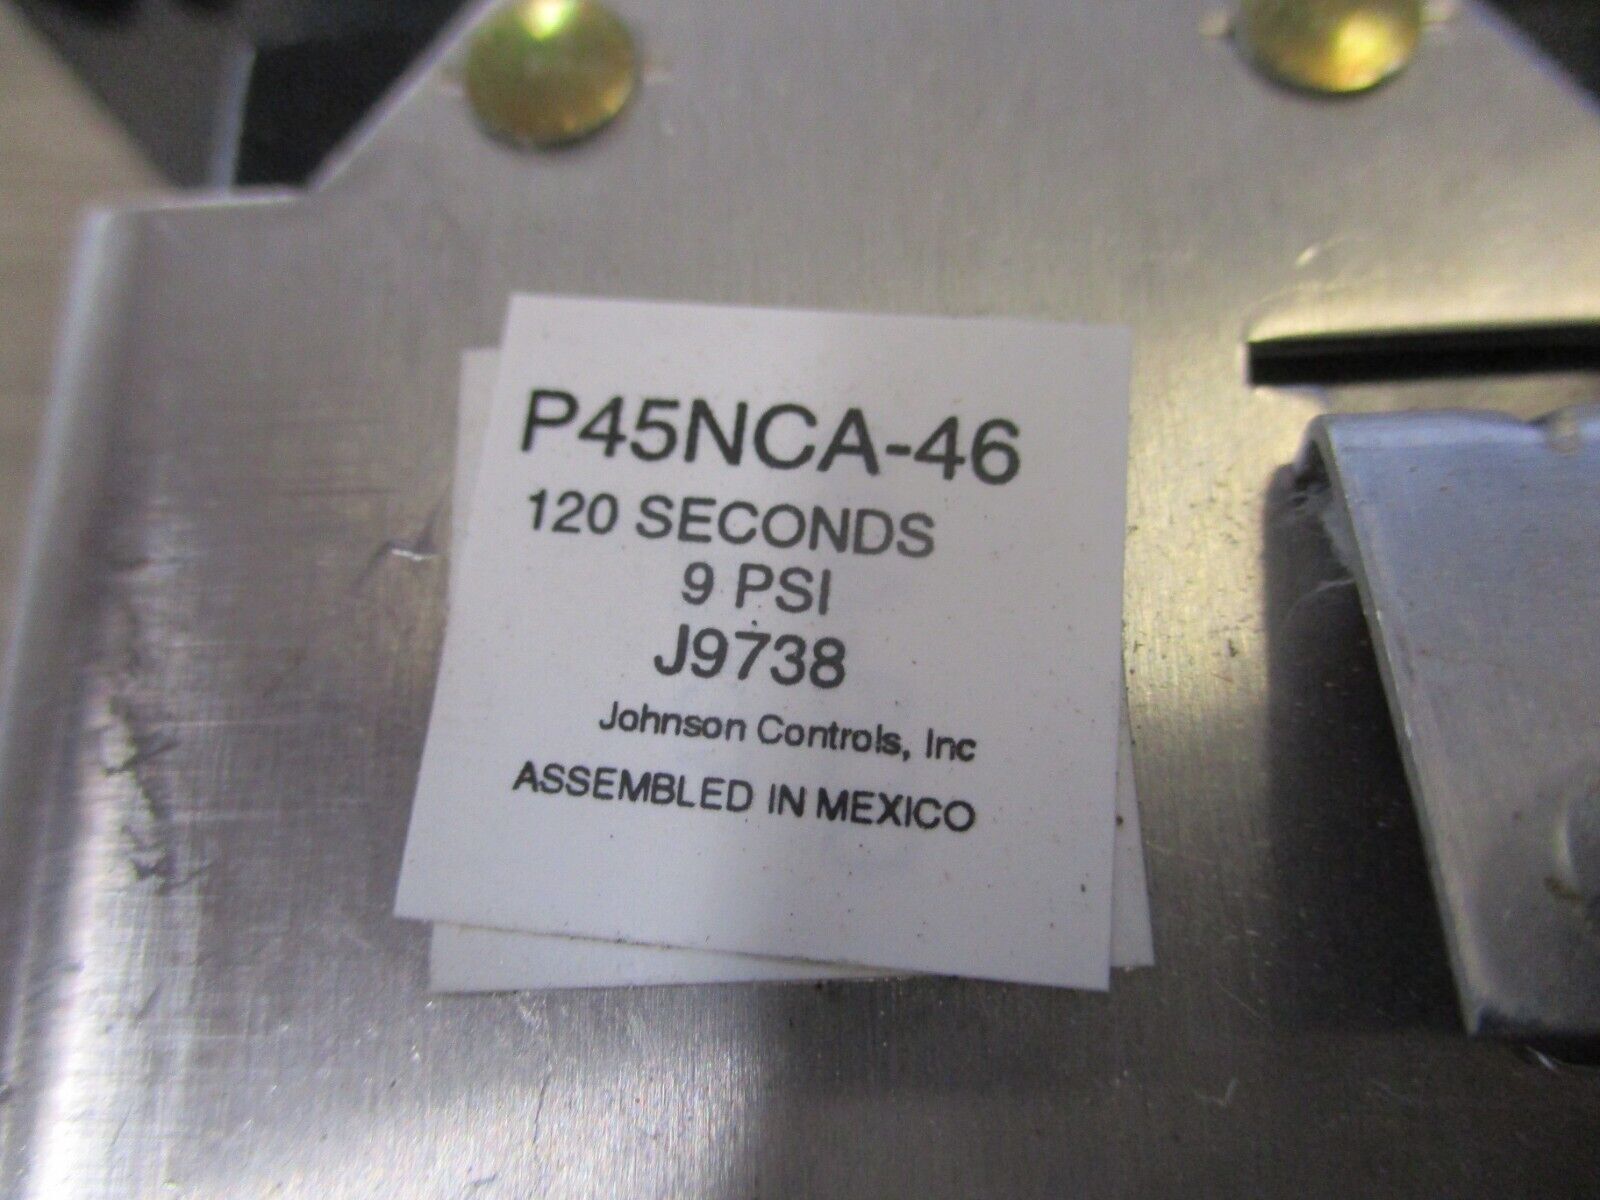 P45NCA-46
120 SECONDS
9 PSI
J9738
Johnson Controls, Inc
ASSEMBLED IN MEXICO